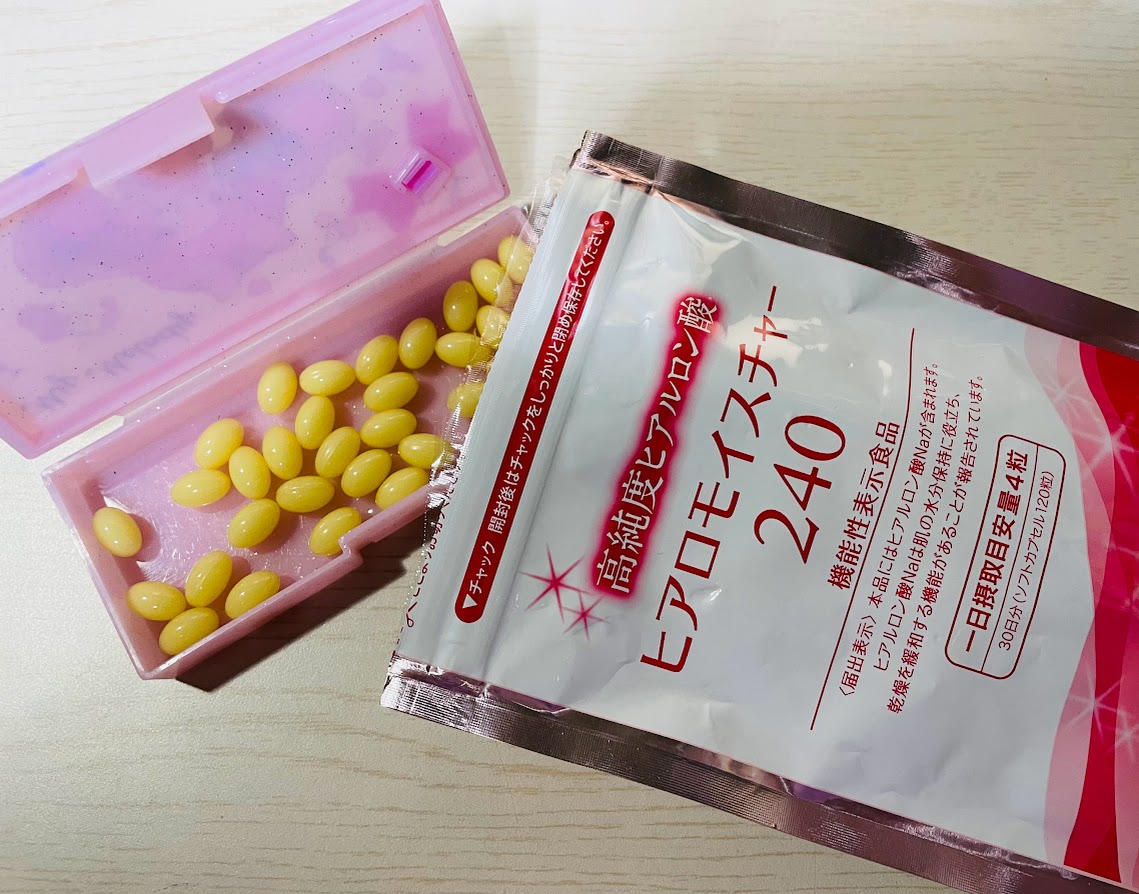 ▼チャック 開封後はチャックをしっかりと閉め保存してください。
高純度ヒアルロン酸
ヒアロモイスチャー
240
機能性表示食品
〈届出表示〉本品にはヒアルロン酸Naが含まれます。
ヒアルロン酸Naは肌の水分保持に役立ち、
乾燥を緩和する機能があることが報告されています。
一日摂取目安量4粒
30日分(ソフトカプセル120粒)
My Melody